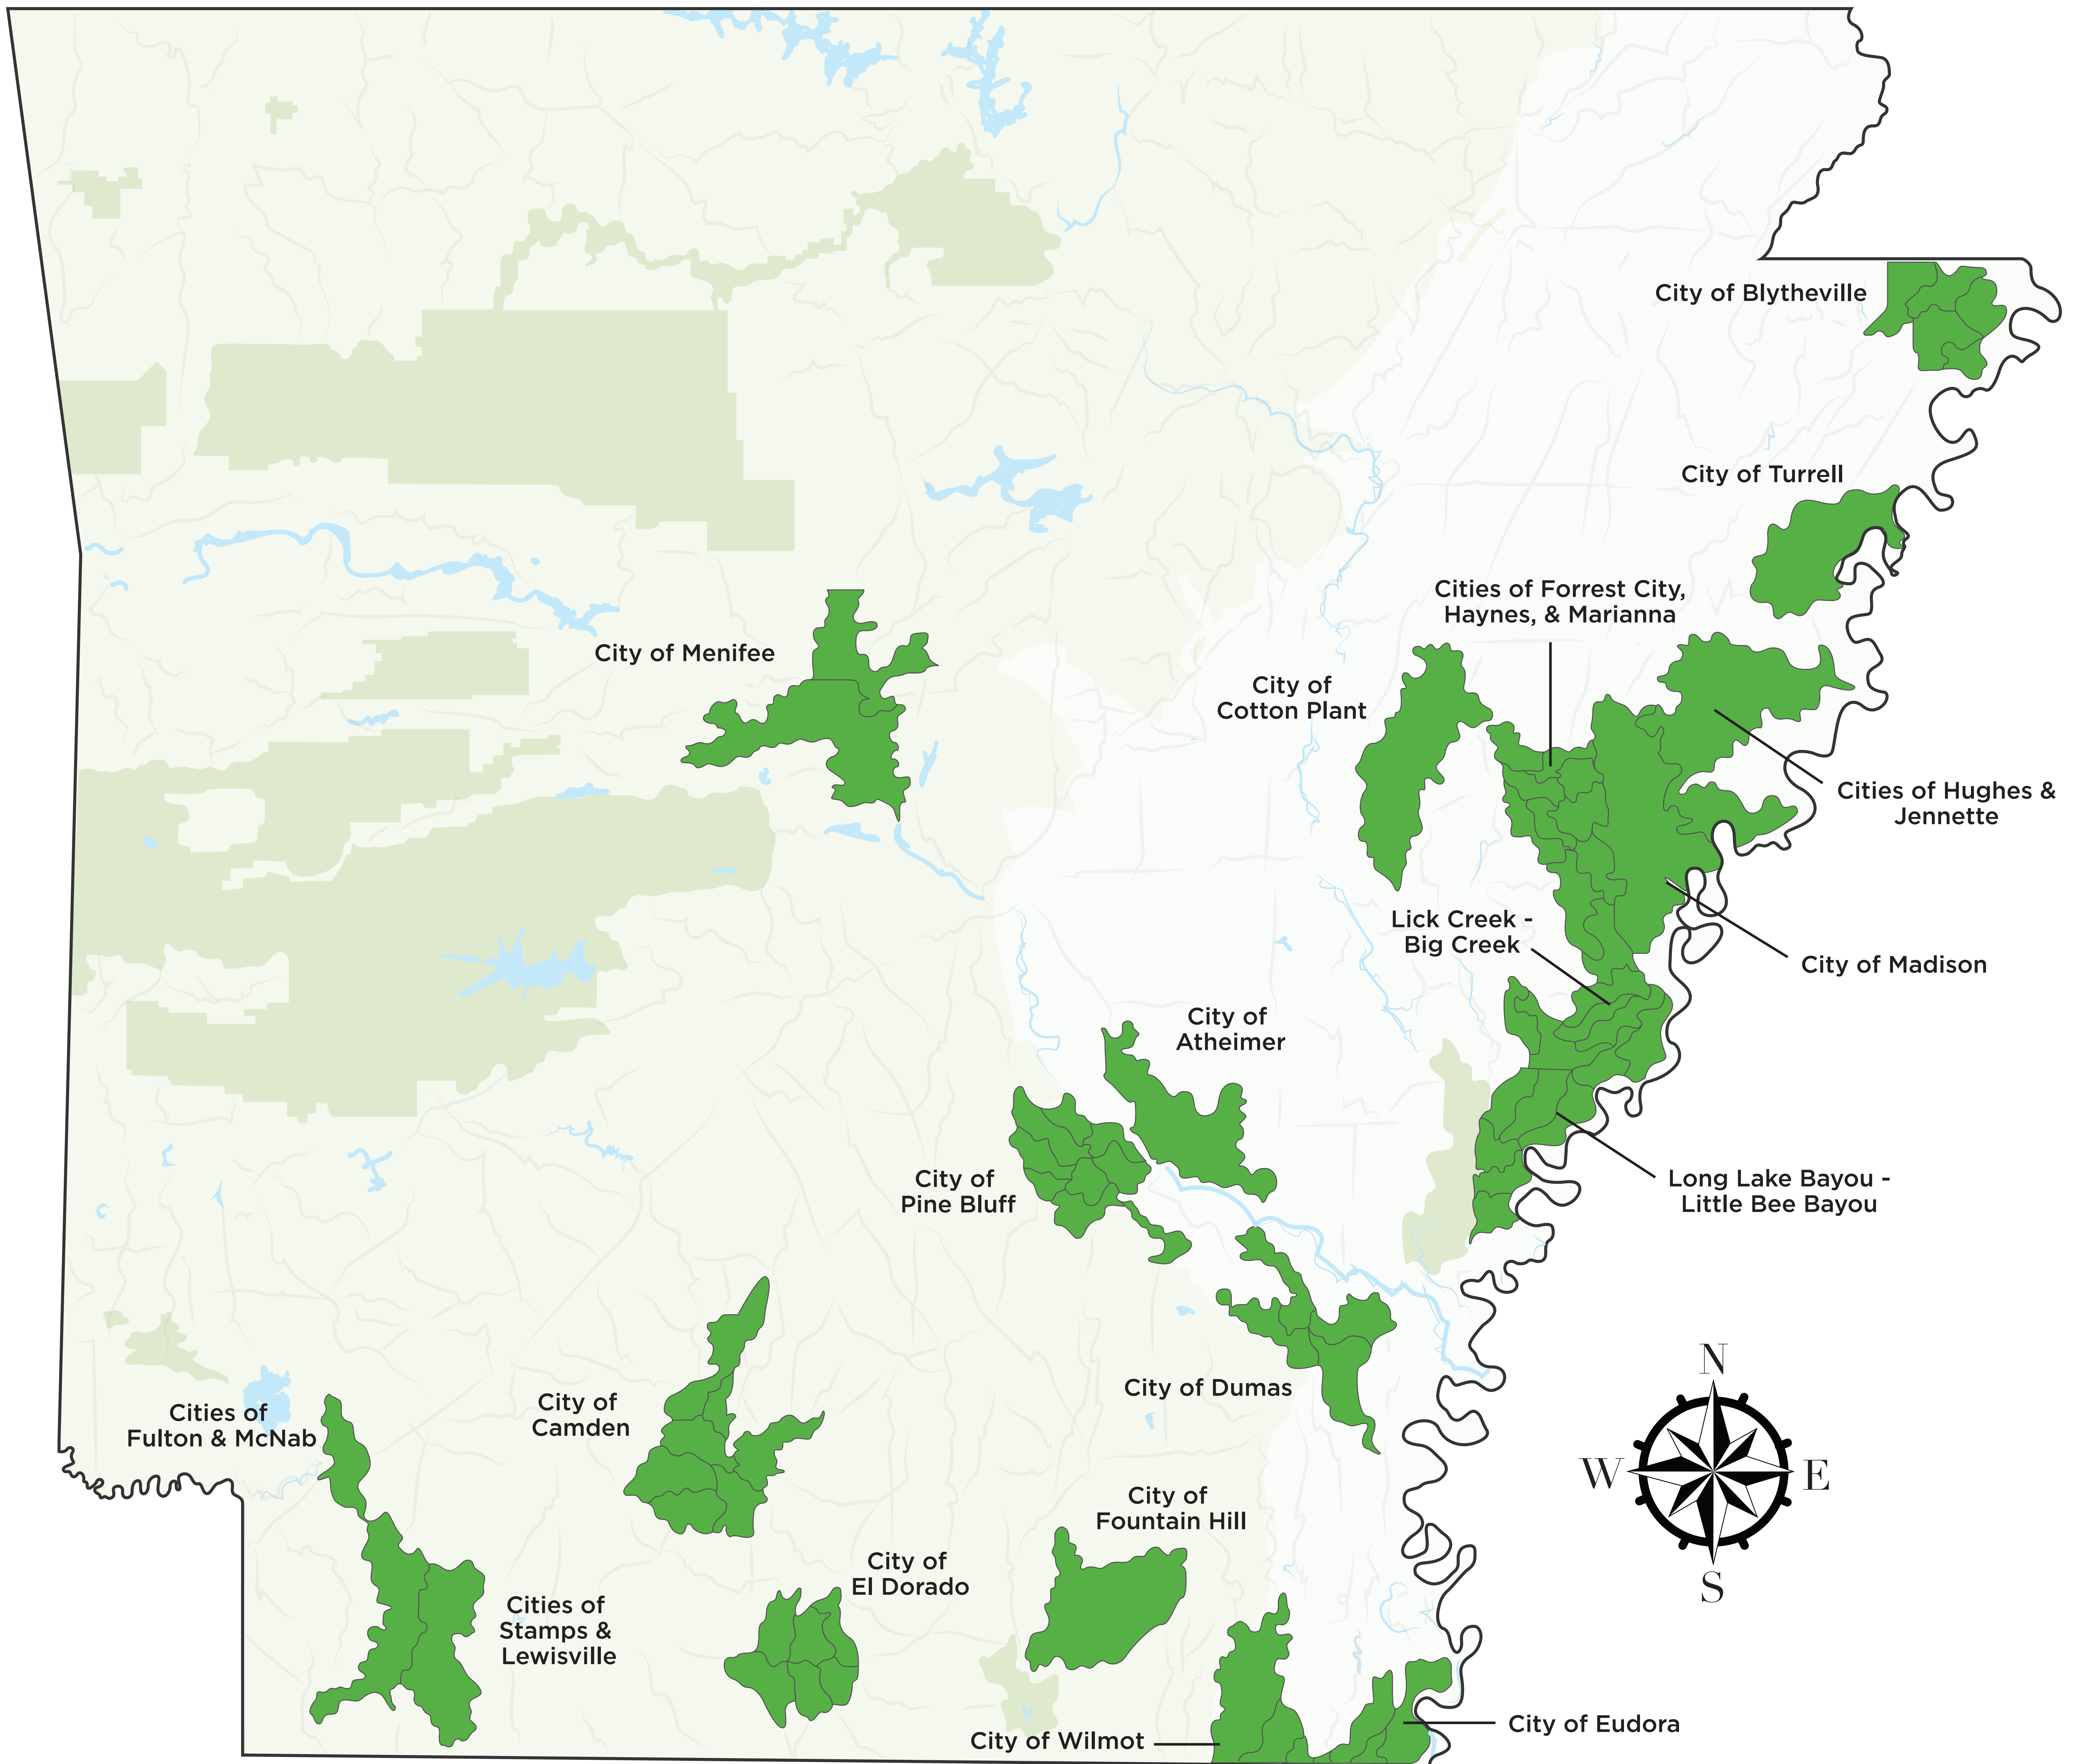 City of Blytheville
City of Turrell
Cities of Forrest City,
Haynes, & Marianna
City of Menifee
City of
Cotton Plant
Cities of Hughes &
Jennette
Lick Creek -
Big Creek
City of Madison
City of
Atheimer
City of
Pine Bluff
Long Lake Bayou -
Little Bee Bayou
City of Dumas
N
W
E
S
Cities of
Fulton & McNab
City of
Camden
City of
Fountain Hill
City of
El Dorado
Cities of
Stamps &
Lewisville
City of Eudora
City of Wilmot